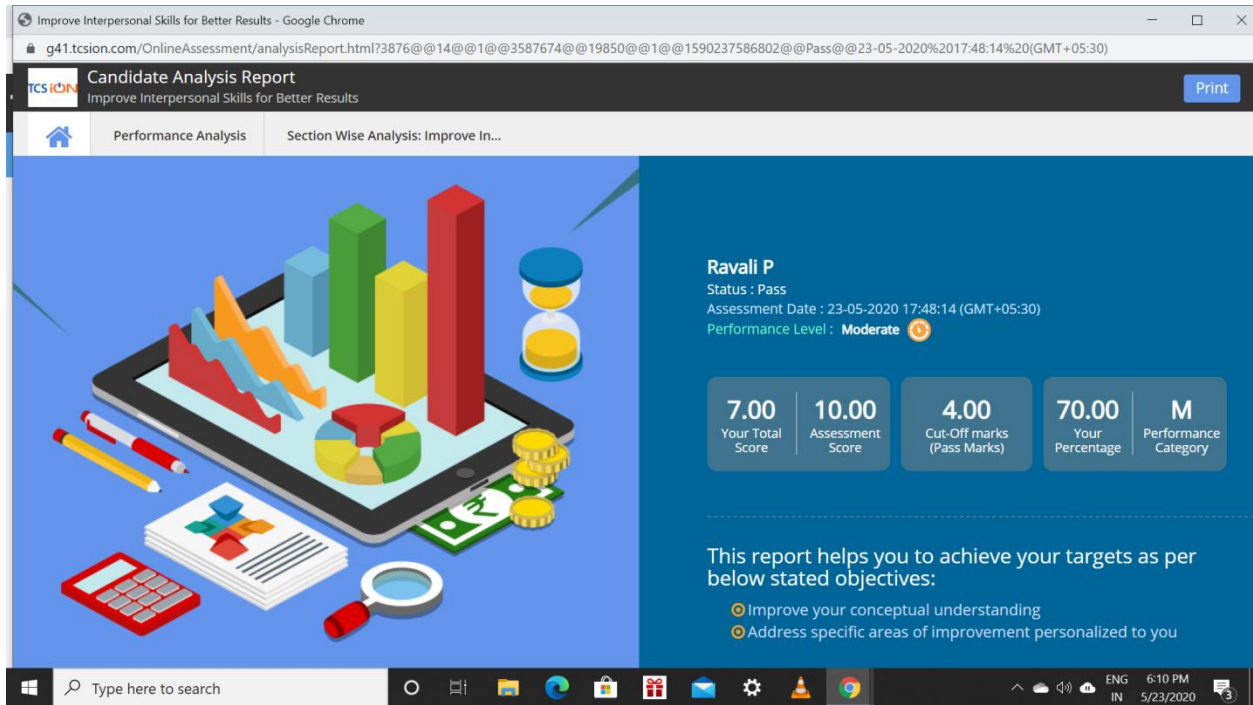 Improve Interpersonal Skills for Better Results - Google Chrome
g41.tcsion.com/OnlineAssessment/analysisReport.html?3876@@14@@1@@3587674@@19850@@1@@1590237586802@@Pass@@23-05-2020%2017:48:14%20(GMT+05:30)
TCS iON
Candidate Analysis Report
Improve Interpersonal Skills for Better Results
Print
Performance Analysis
Section Wise Analysis: Improve In...
Ravali P
Status : Pass
Assessment Date : 23-05-2020 17:48:14 (GMT+05:30)
Performance Level : Moderate
7.00
Your Total
Score
10.00
Assessment
Score
4.00
Cut-Off marks
(Pass Marks)
70.00
Your
Percentage
M
Performance
Category
This report helps you to achieve your targets as per
below stated objectives:
Improve your conceptual understanding
Address specific areas of improvement personalized to you
Type here to search
ENG
IN
6:10 PM
5/23/2020
3